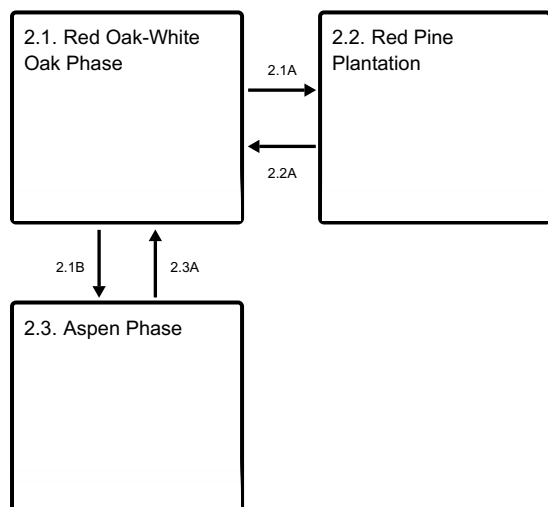 2.1. Red Oak-White
Oak Phase
2.2. Red Pine
Plantation
2.1A
2.2A
2.1B
2.3A
2.3. Aspen Phase